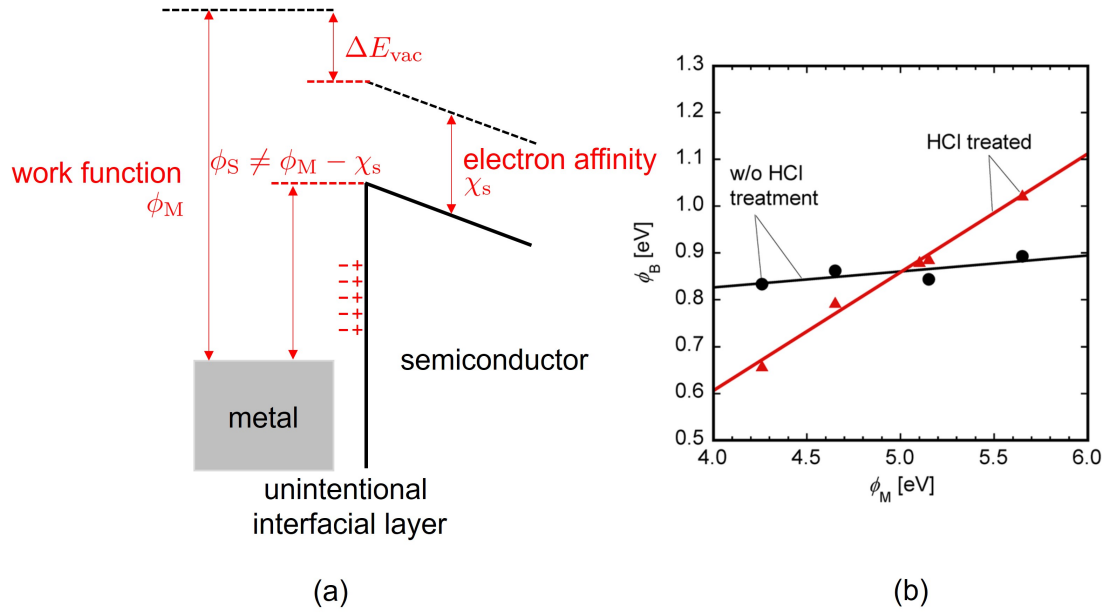 ΔE_vac
work function
ϕ_M
ϕ_S ≠ ϕ_M − χ_s
electron affinity
χ_s
− +
− +
− +
− +
− +
semiconductor
metal
unintentional
interfacial layer
(a)
1.3
1.2
1.1
1.0
0.9
0.8
0.7
0.6
0.5
ϕ_B [eV]
HCl treated
w/o HCl
treatment
4.0 4.5 5.0 5.5 6.0
ϕ_M [eV]
(b)